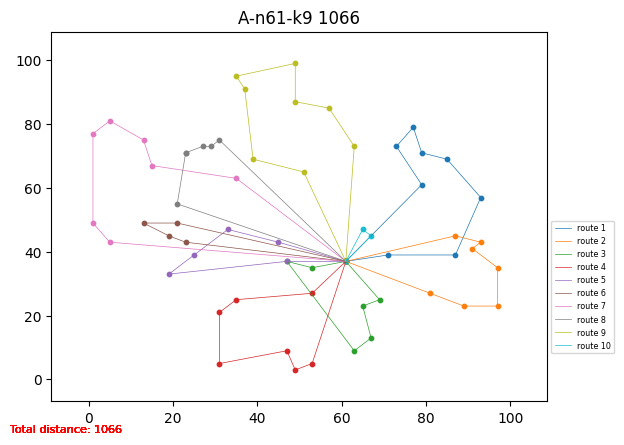 A-n61-k9 1066
100
80
60
40
20
0
0 20 40 60 80 100
route 1
route 2
route 3
route 4
route 5
route 6
route 7
route 8
route 9
route 10
Total distance: 1066